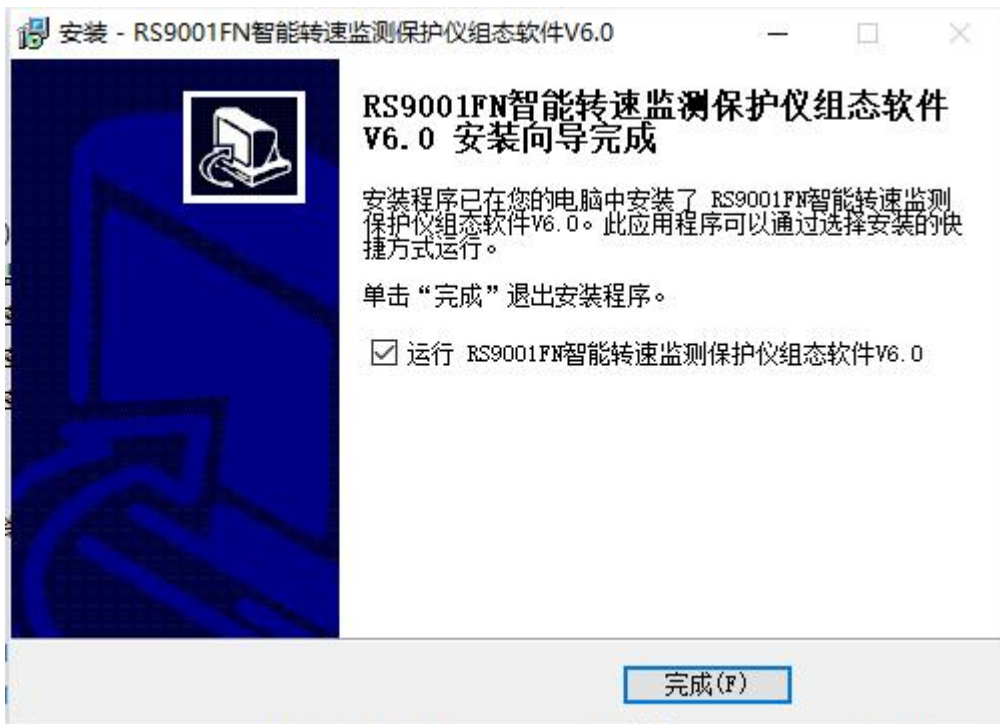 安装 - RS9001FN智能转速监测保护仪组态软件V6.0
RS9001FN智能转速监测保护仪组态软件
V6.0 安装向导完成
安装程序已在您的电脑中安装了 RS9001FN智能转速监测
保护仪组态软件V6.0。此应用程序可以通过选择安装的快
捷方式运行。
单击“完成”退出安装程序。
运行 RS9001FN智能转速监测保护仪组态软件V6.0
完成(F)